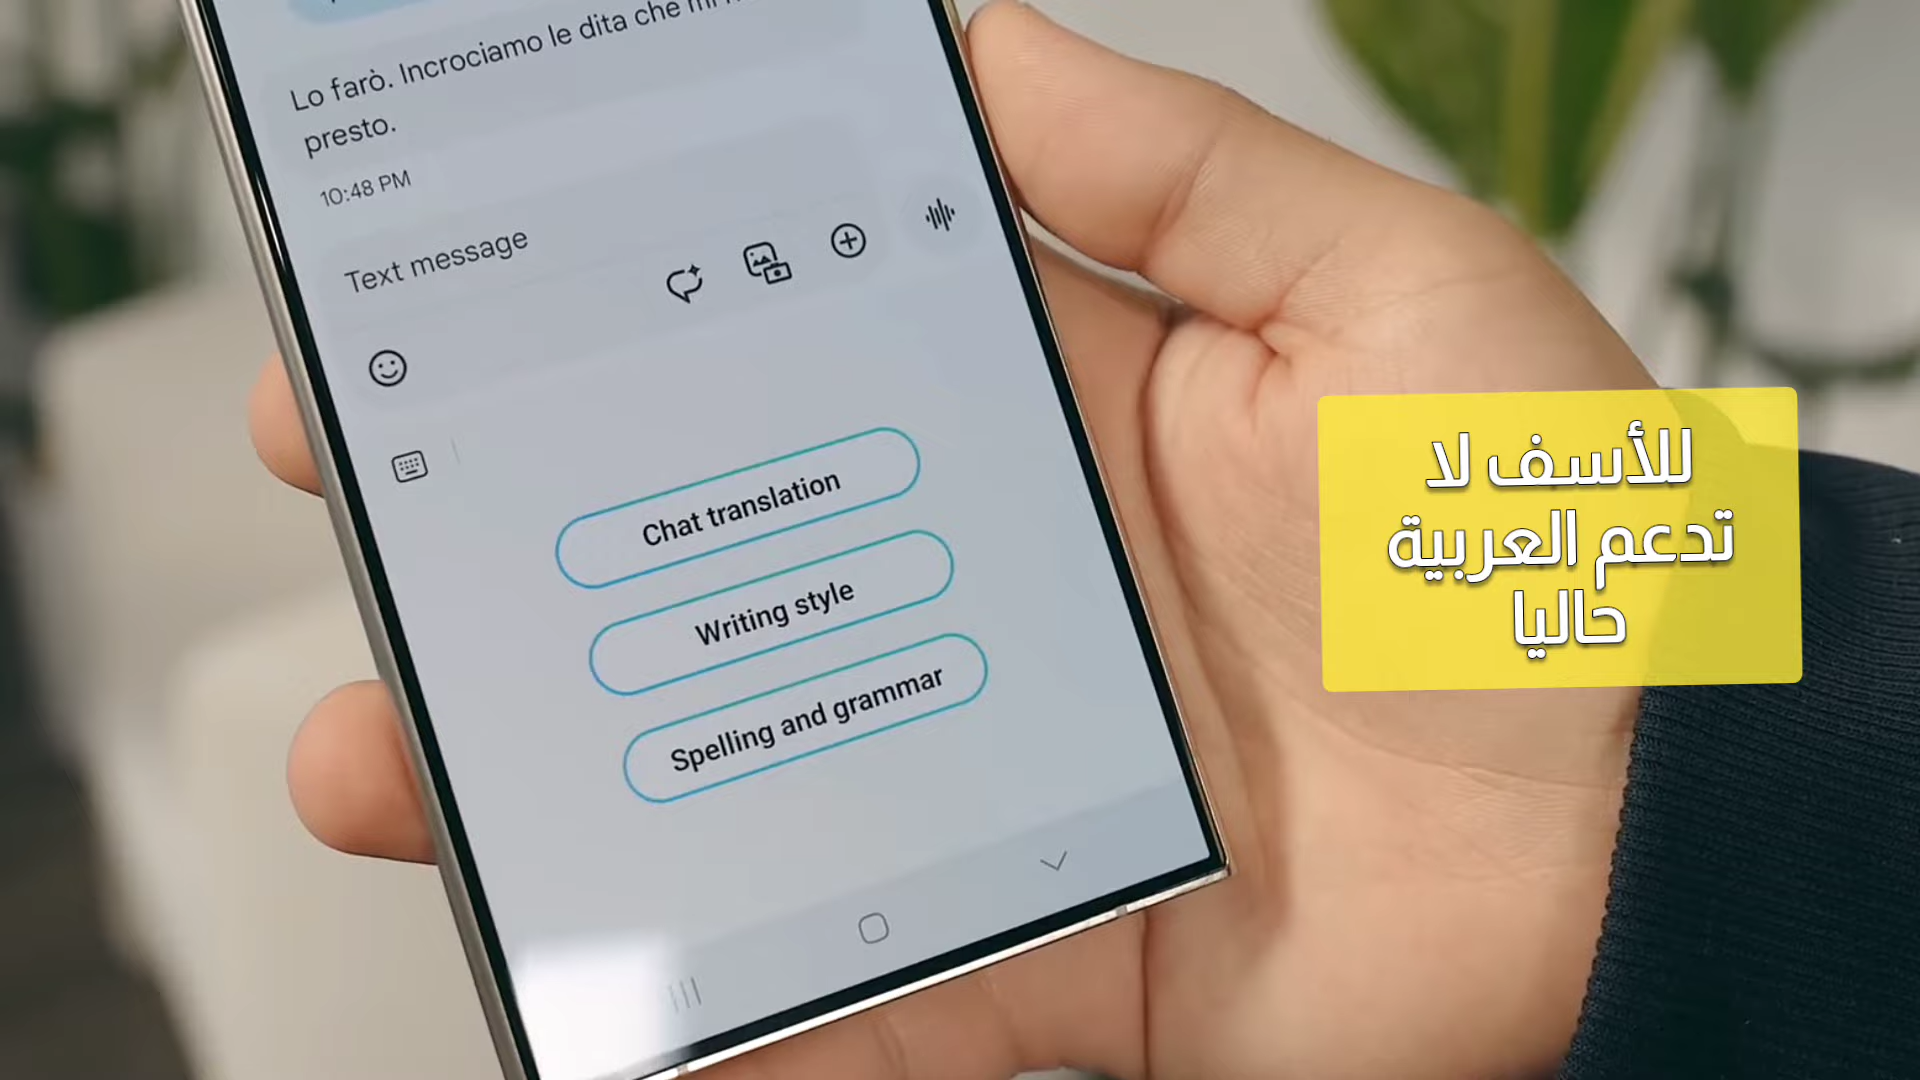 Lo farò. Incrociamo le dita che
presto.
10:48 PM
Text message
Chat translation
Writing style
Spelling and grammar
للأسف لا
تدعم العربية
حاليا